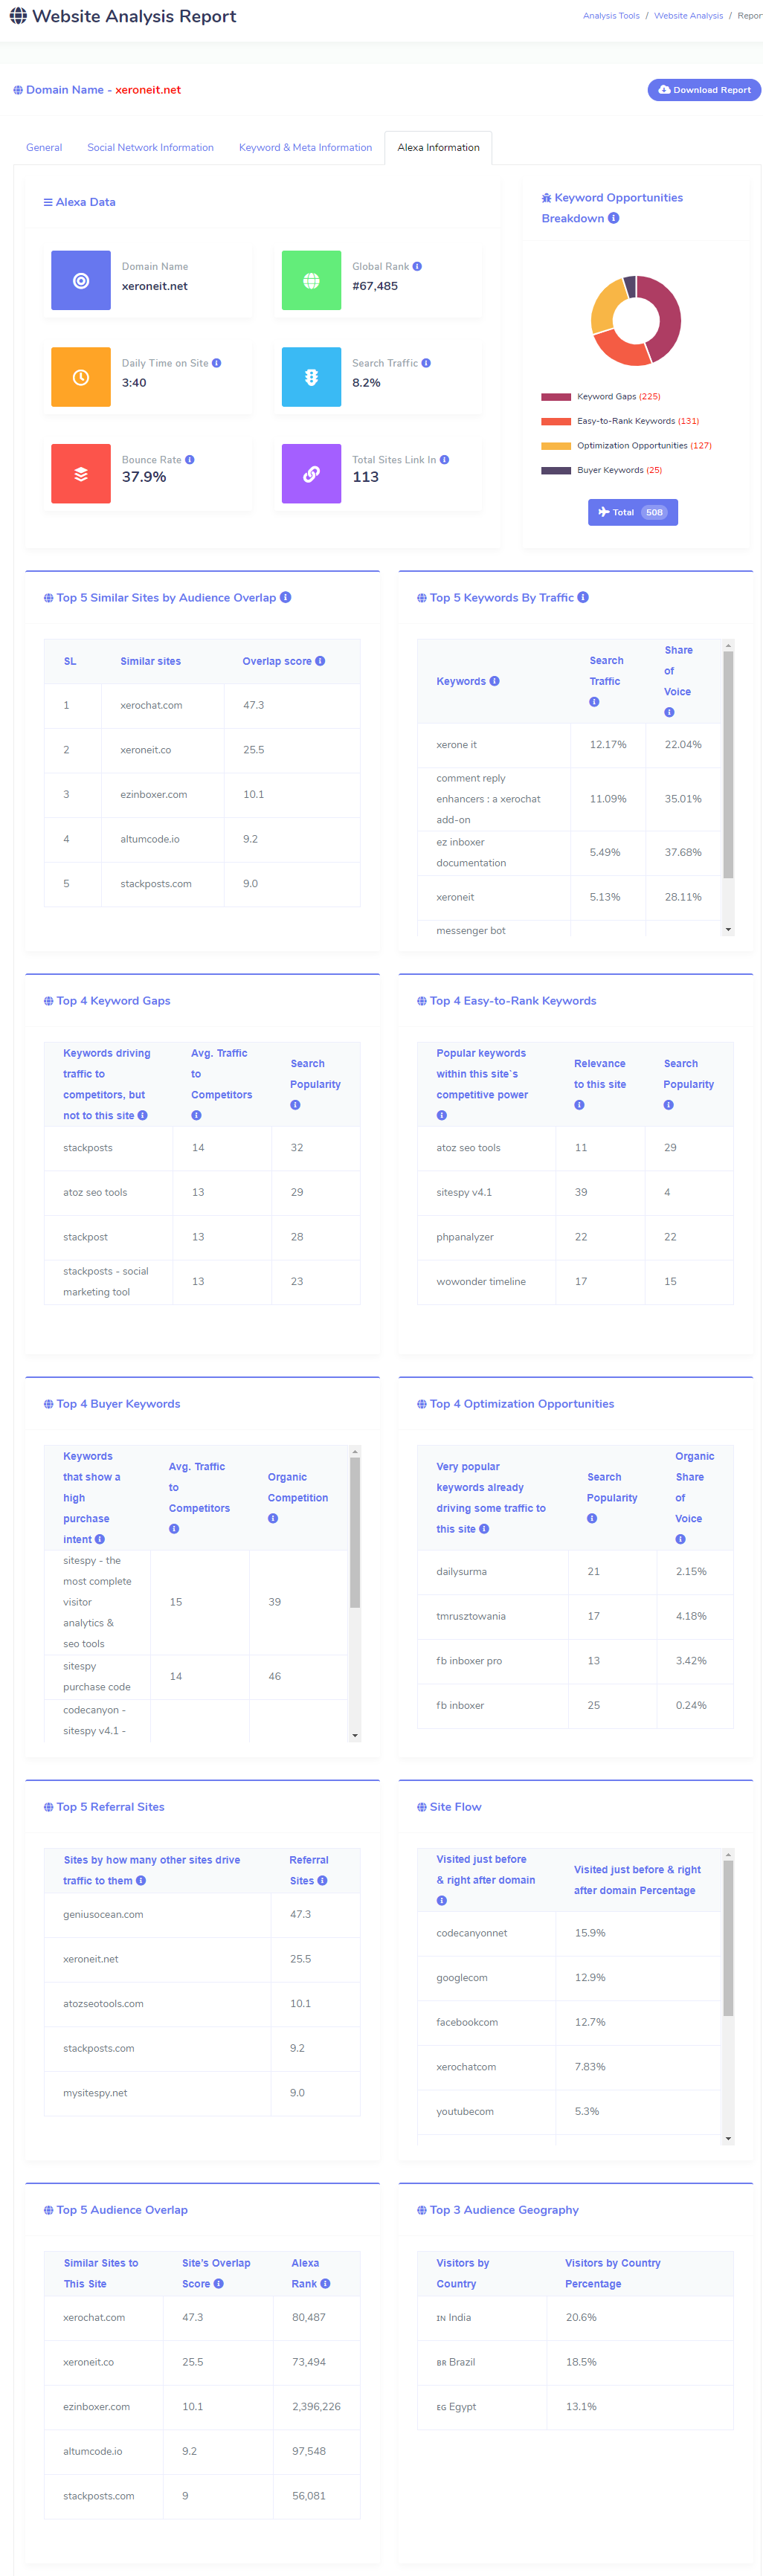 Website Analysis Report
Analysis Tools / Website Analysis / Repor
Domain Name - xeroneit.net
Download Report
General
Social Network Information
Keyword & Meta Information
Alexa Information
Alexa Data
Domain Name
xeroneit.net
Global Rank
#67,485
Daily Time on Site
3:40
Search Traffic
8.2%
Bounce Rate
37.9%
Total Sites Link In
113
Keyword Opportunities
Breakdown
Keyword Gaps (225)
Easy-to-Rank Keywords (131)
Optimization Opportunities (127)
Buyer Keywords (25)
Total 508
Top 5 Similar Sites by Audience Overlap
SL Similar sites Overlap score
1 xerochat.com 47.3
2 xeroneit.co 25.5
3 ezinboxer.com 10.1
4 altumcode.io 9.2
5 stackposts.com 9.0
Top 5 Keywords By Traffic
Keywords
Search
Traffic
Share
of
Voice
xerone it 12.17% 22.04%
comment reply
enhancers : a xerochat
add-on
11.09% 35.01%
ez inboxer
documentation
5.49% 37.68%
xeroneit 5.13% 28.11%
messenger bot
Top 4 Keyword Gaps
Keywords driving
traffic to
competitors, but
not to this site
Avg. Traffic
to
Competitors
Search
Popularity
stackposts 14 32
atoz seo tools 13 29
stackpost 13 28
stackposts - social
marketing tool
13 23
Top 4 Easy-to-Rank Keywords
Popular keywords
within this site`s
competitive power
Relevance
to this site
Search
Popularity
atoz seo tools 11 29
sitespy v4.1 39 4
phpanalyzer 22 22
wowonder timeline 17 15
Top 4 Buyer Keywords
Keywords
that show a
high
purchase
intent
Avg. Traffic
to
Competitors
Organic
Competition
sitespy - the
most complete
visitor
analytics &
seo tools
15 39
sitespy
purchase code
14 46
codecanyon -
sitespy v4.1 -
Top 4 Optimization Opportunities
Very popular
keywords already
driving some traffic to
this site
Search
Popularity
Organic
Share
of
Voice
dailysurma 21 2.15%
tmrusztowania 17 4.18%
fb inboxer pro 13 3.42%
fb inboxer 25 0.24%
Top 5 Referral Sites
Sites by how many other sites drive
traffic to them
Referral
Sites
geniusocean.com 47.3
xeroneit.net 25.5
atozseotools.com 10.1
stackposts.com 9.2
mysitespy.net 9.0
Site Flow
Visited just before
& right after domain
Visited just before & right
after domain Percentage
codecanyonnet 15.9%
googlecom 12.9%
facebookcom 12.7%
xerochatcom 7.83%
youtubecom 5.3%
Top 5 Audience Overlap
Similar Sites to
This Site
Site's Overlap
Score
Alexa
Rank
xerochat.com 47.3 80,487
xeroneit.co 25.5 73,494
ezinboxer.com 10.1 2,396,226
altumcode.io 9.2 97,548
stackposts.com 9 56,081
Top 3 Audience Geography
Visitors by
Country
Visitors by Country
Percentage
IN India 20.6%
BR Brazil 18.5%
EG Egypt 13.1%